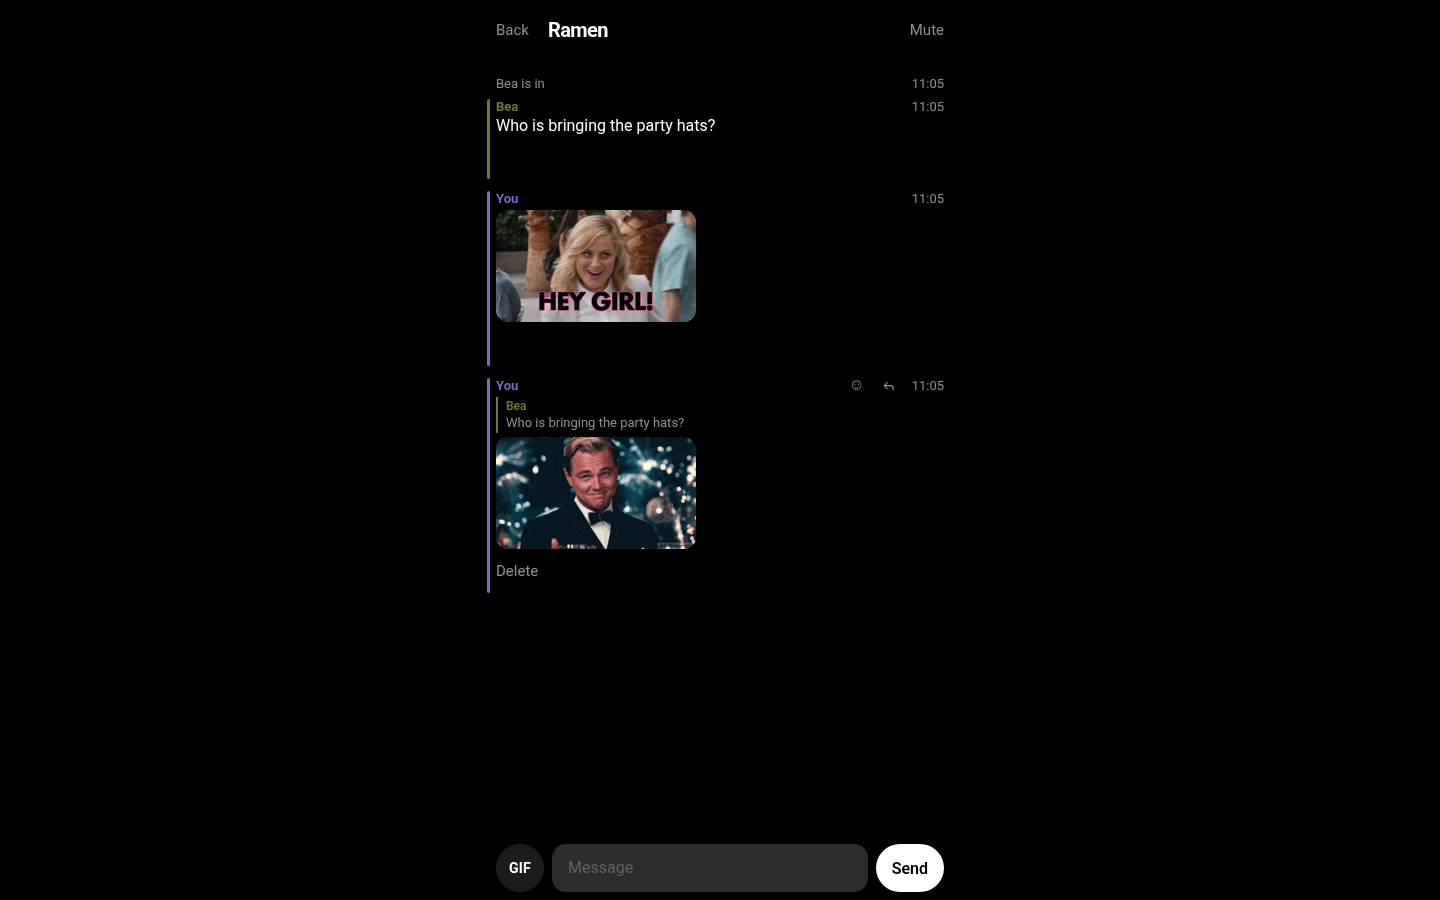 Back Ramen Mute
Bea is in 11:05
Bea 11:05
Who is bringing the party hats?
You 11:05
HEY GIRL!
You 11:05
Bea
Who is bringing the party hats?
Delete
GIF Message Send